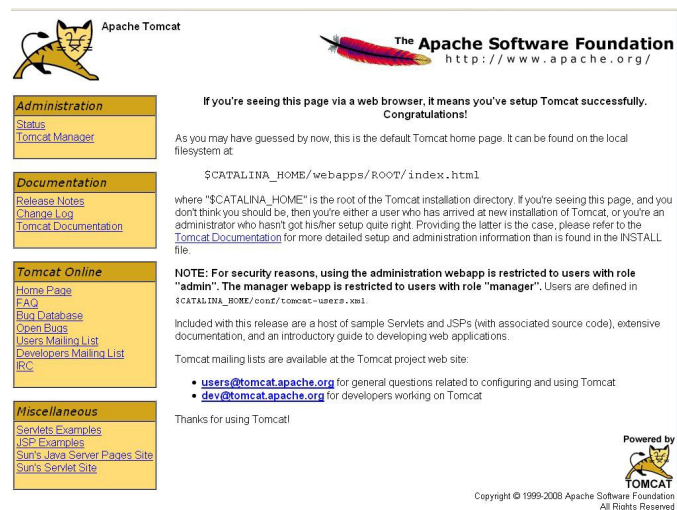 Apache Tomcat
The Apache Software Foundation
http://www.apache.org/
Administration
Status
Tomcat Manager
Documentation
Release Notes
Change Log
Tomcat Documentation
Tomcat Online
Home Page
FAQ
Bug Database
Open Bugs
Users Mailing List
Developers Mailing List
IRC
Miscellaneous
Servlets Examples
JSP Examples
Sun's Java Server Pages Site
Sun's Servlet Site
If you're seeing this page via a web browser, it means you've setup Tomcat successfully.
Congratulations!
As you may have guessed by now, this is the default Tomcat home page. It can be found on the local
filesystem at:
$CATALINA_HOME/webapps/ROOT/index.html
where "$CATALINA_HOME" is the root of the Tomcat installation directory. If you're seeing this page, and you
don't think you should be, then you're either a user who has arrived at new installation of Tomcat, or you're an
administrator who hasn't got his/her setup quite right. Providing the latter is the case, please refer to the
Tomcat Documentation for more detailed setup and administration information than is found in the INSTALL
file.
NOTE: For security reasons, using the administration webapp is restricted to users with role
"admin". The manager webapp is restricted to users with role "manager". Users are defined in
$CATALINA_HOME/conf/tomcat-users.xml.
Included with this release are a host of sample Servlets and JSPs (with associated source code), extensive
documentation, and an introductory guide to developing web applications.
Tomcat mailing lists are available at the Tomcat project web site:
• users@tomcat.apache.org for general questions related to configuring and using Tomcat
• dev@tomcat.apache.org for developers working on Tomcat
Thanks for using Tomcat!
Powered by
TOMCAT
Copyright © 1999-2008 Apache Software Foundation
All Rights Reserved